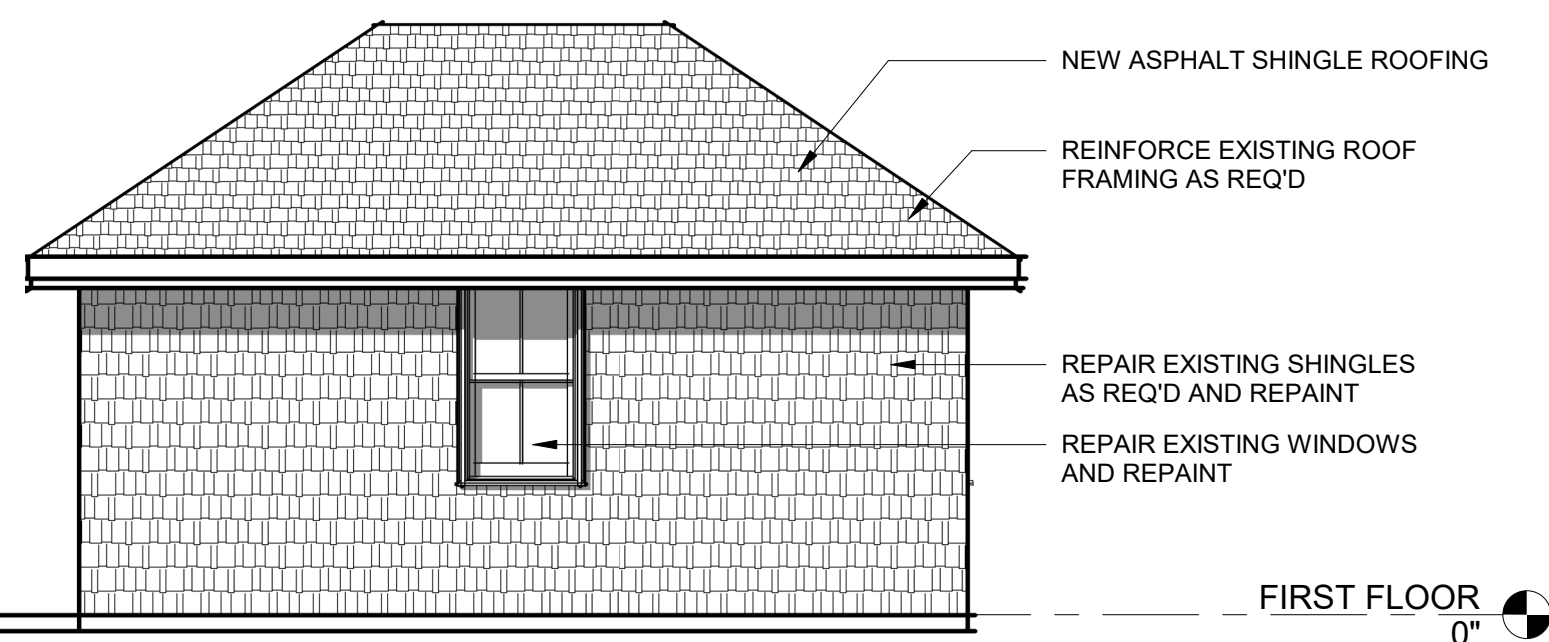 NEW ASPHALT SHINGLE ROOFING
REINFORCE EXISTING ROOF
FRAMING AS REQ'D
REPAIR EXISTING SHINGLES
AS REQ'D AND REPAINT
REPAIR EXISTING WINDOWS
AND REPAINT
FIRST FLOOR
0"